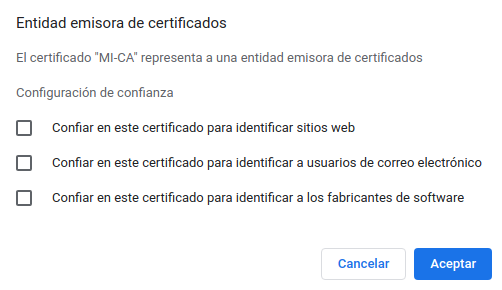 Entidad emisora de certificados
El certificado "MI-CA" representa a una entidad emisora de certificados
Configuración de confianza
Confiar en este certificado para identificar sitios web
Confiar en este certificado para identificar a usuarios de correo electrónico
Confiar en este certificado para identificar a los fabricantes de software
Cancelar
Aceptar